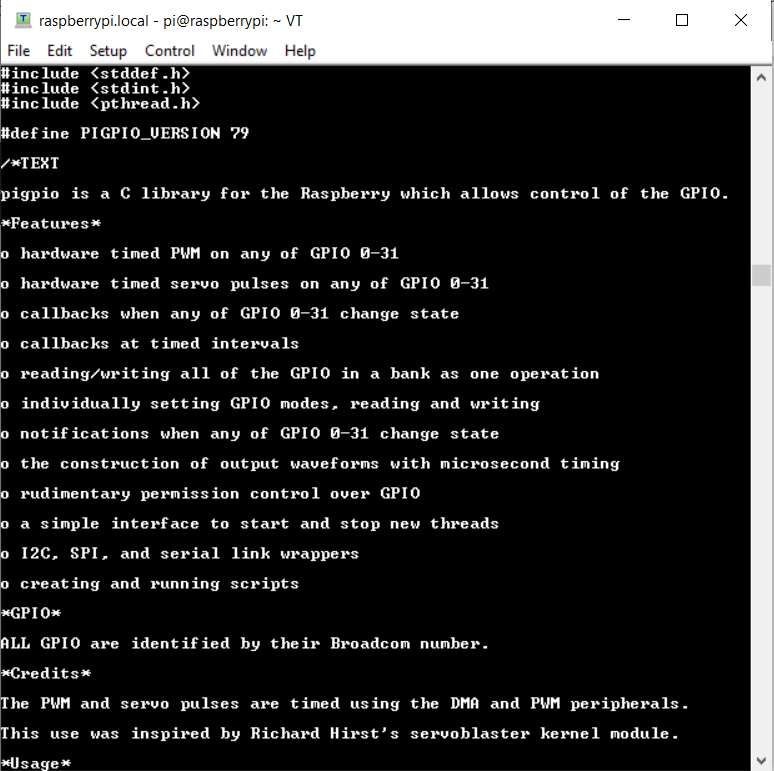 raspberrypi.local - pi@raspberrypi: ~ VT
File Edit Setup Control Window Help
#include <stddef.h>
#include <stdint.h>
#include <pthread.h>
#define PIGPIO_VERSION 79
/*TEXT
pigpio is a C library for the Raspberry which allows control of the GPIO.
*Features*
o hardware timed PWM on any of GPIO 0-31
o hardware timed servo pulses on any of GPIO 0-31
o callbacks when any of GPIO 0-31 change state
o callbacks at timed intervals
o reading/writing all of the GPIO in a bank as one operation
o individually setting GPIO modes, reading and writing
o notifications when any of GPIO 0-31 change state
o the construction of output waveforms with microsecond timing
o rudimentary permission control over GPIO
o a simple interface to start and stop new threads
o I2C, SPI, and serial link wrappers
o creating and running scripts
*GPIO*
ALL GPIO are identified by their Broadcom number.
*Credits*
The PWM and servo pulses are timed using the DMA and PWM peripherals.
This use was inspired by Richard Hirst's servoblaster kernel module.
*Usage*